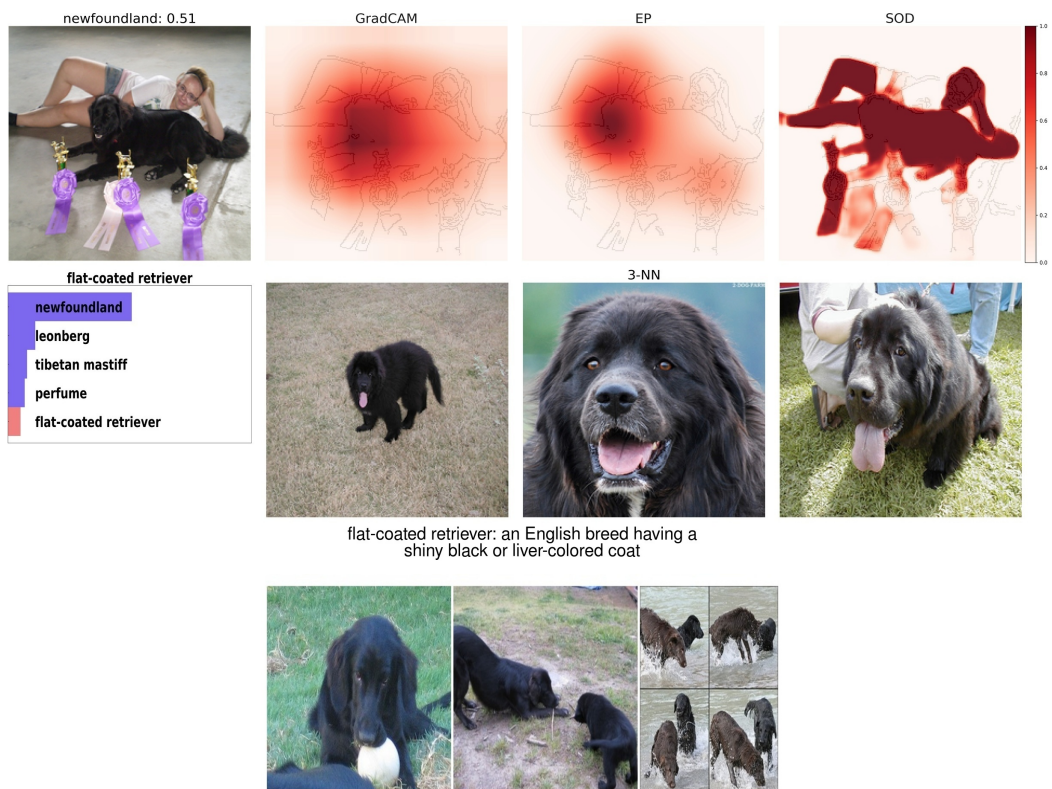 newfoundland: 0.51
GradCAM
EP
SOD
1.0
0.8
0.6
0.4
0.2
0.0
flat-coated retriever
newfoundland
leonberg
tibetan mastiff
perfume
flat-coated retriever
3-NN
flat-coated retriever: an English breed having a
shiny black or liver-colored coat